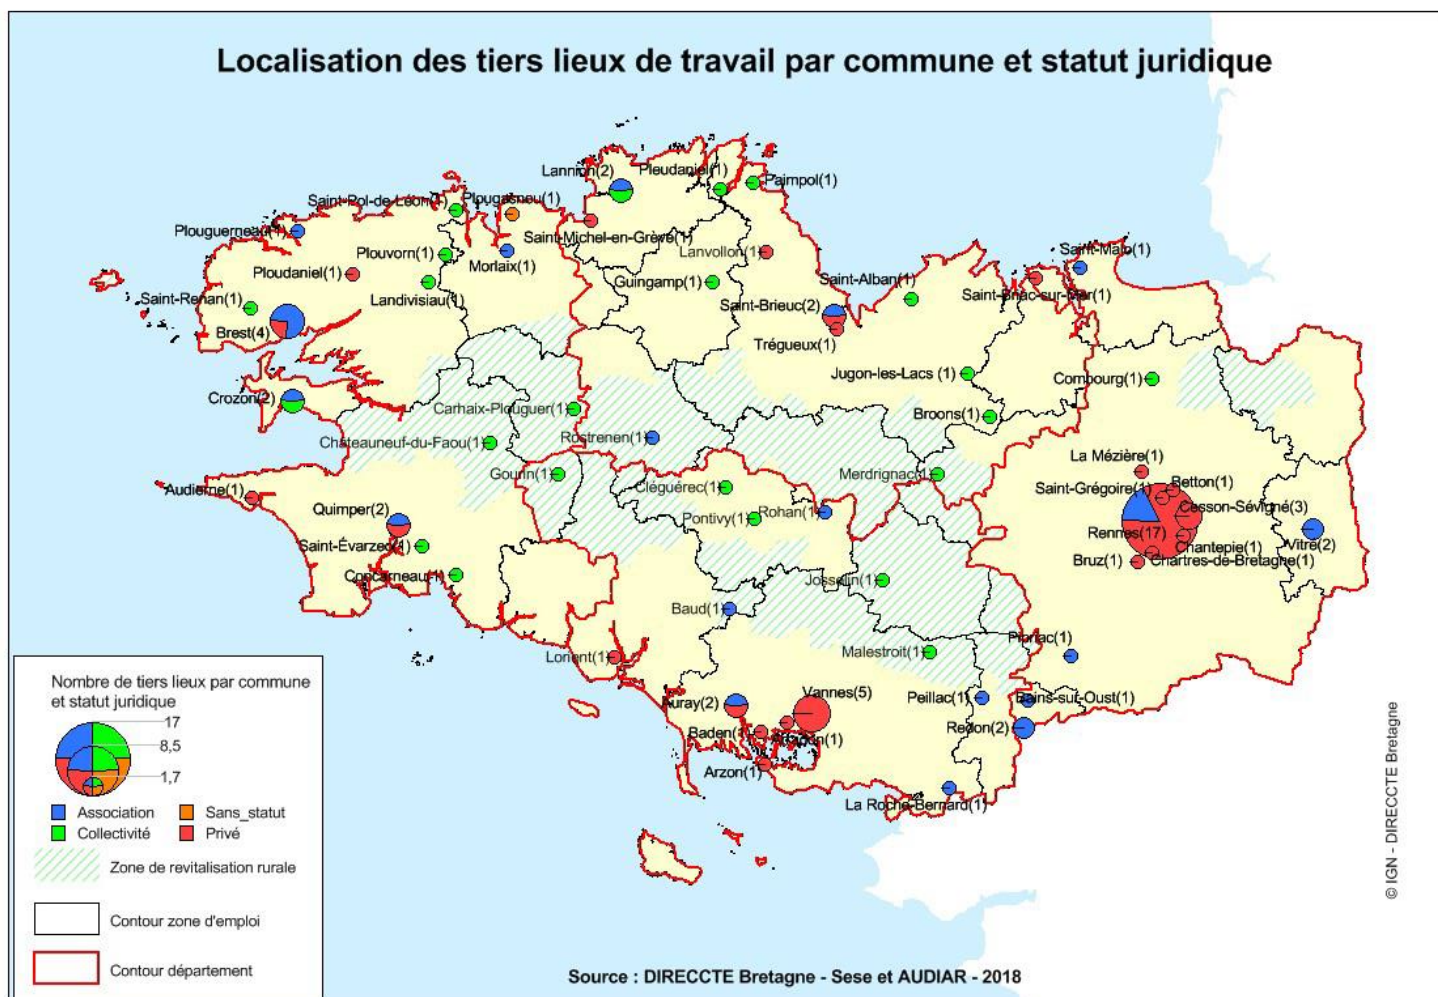 Localisation des tiers lieux de travail par commune et statut juridique
Lannion(2)
Pleudaniel(1)
Paimpol(1)
Saint-Pol-de-Léon(1)
Plougasnou(1)
Plouguerneau(1)
Saint-Michel-en-Grève(1)
Plouvorn(1)
Morlaix(1)
Lanvollon(1)
Saint-Malo(1)
Ploudaniel(1)
Landivisiau(1)
Guingamp(1)
Saint-Alban(1)
Saint-Briac-sur-Mer(1)
Saint-Renan(1)
Saint-Brieuc(2)
Brest(4)
Trégueux(1)
Jugon-les-Lacs (1)
Combourg(1)
Crozon(2)
Carhaix-Plouguer(1)
Broons(1)
Châteauneuf-du-Faou(1)
Rostrenen(1)
Gourin(1)
Merdrignac(1)
La Mézière(1)
Audierne(1)
Cléguérec(1)
Saint-Grégoire(1)
Betton(1)
Quimper(2)
Pontivy(1)
Rohan(1)
Cesson-Sévigné(3)
Rennes(17)
Vitré(2)
Saint-Évarzec(1)
Chantepie(1)
Bruz(1)
Chartres-de-Bretagne(1)
Concarneau(1)
Josselin(1)
Baud(1)
Pipriac(1)
Lorient(1)
Malestroit(1)
Auray(2)
Vannes(5)
Peillac(1)
Bains-sur-Oust(1)
Baden(1)
Redon(2)
Arzon(1)
La Roche-Bernard(1)
Nombre de tiers lieux par commune
et statut juridique
17
8,5
1,7
Association
Sans_statut
Collectivité
Privé
Zone de revitalisation rurale
Contour zone d'emploi
Contour département
Source : DIRECCTE Bretagne - Sese et AUDIAR - 2018
© IGN - DIRECCTE Bretagne